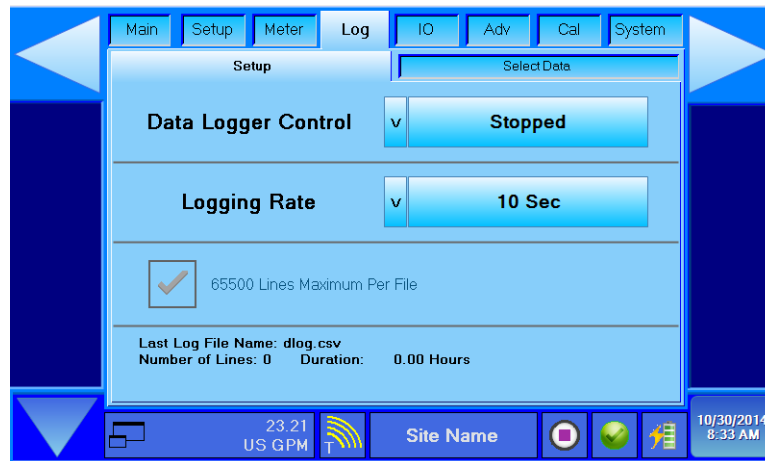 Main Setup Meter Log IO Adv Cal System
Setup Select Data
Data Logger Control v Stopped
Logging Rate v 10 Sec
65500 Lines Maximum Per File
Last Log File Name: dlog.csv
Number of Lines: 0 Duration: 0.00 Hours
23.21
US GPM
T
Site Name
10/30/2014
8:33 AM